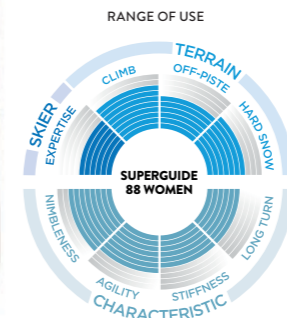 RANGE OF USE
TERRAIN
CLIMB
OFF-PISTE
SKIER
EXPERTISE
HARD SNOW
SUPERGUIDE
88 WOMEN
NIMBLENESS
LONG TURN
AGILITY
STIFFNESS
CHARACTERISTIC